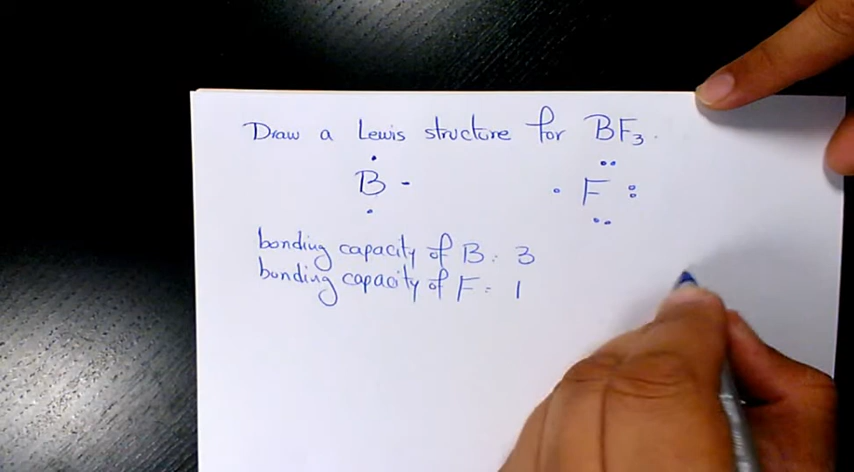 Draw a Lewis structure for BF₃.
B F
bonding capacity of B: 3
bonding capacity of F: 1